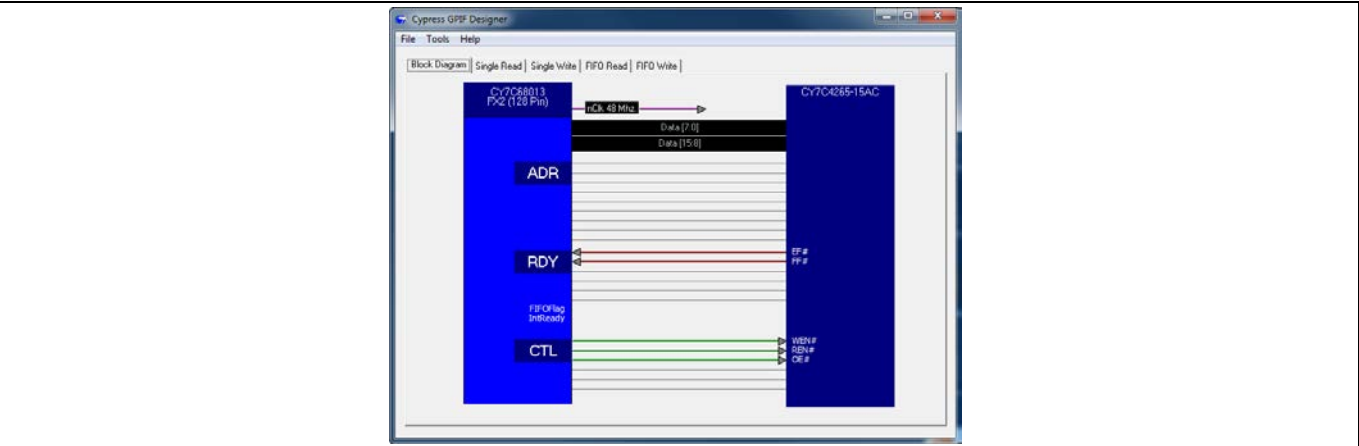 Cypress GPIF Designer
File Tools Help
Block Diagram Single Read Single Write FIFO Read FIFO Write
CY7C68013
FX2 (128 Pin)
nClk 48 Mhz
CY7C4265-15AC
Data [7:0]
Data [15:8]
ADR
RDY
EF#
FF#
FIFOFlag
IntReady
CTL
WEN#
REN#
OE#